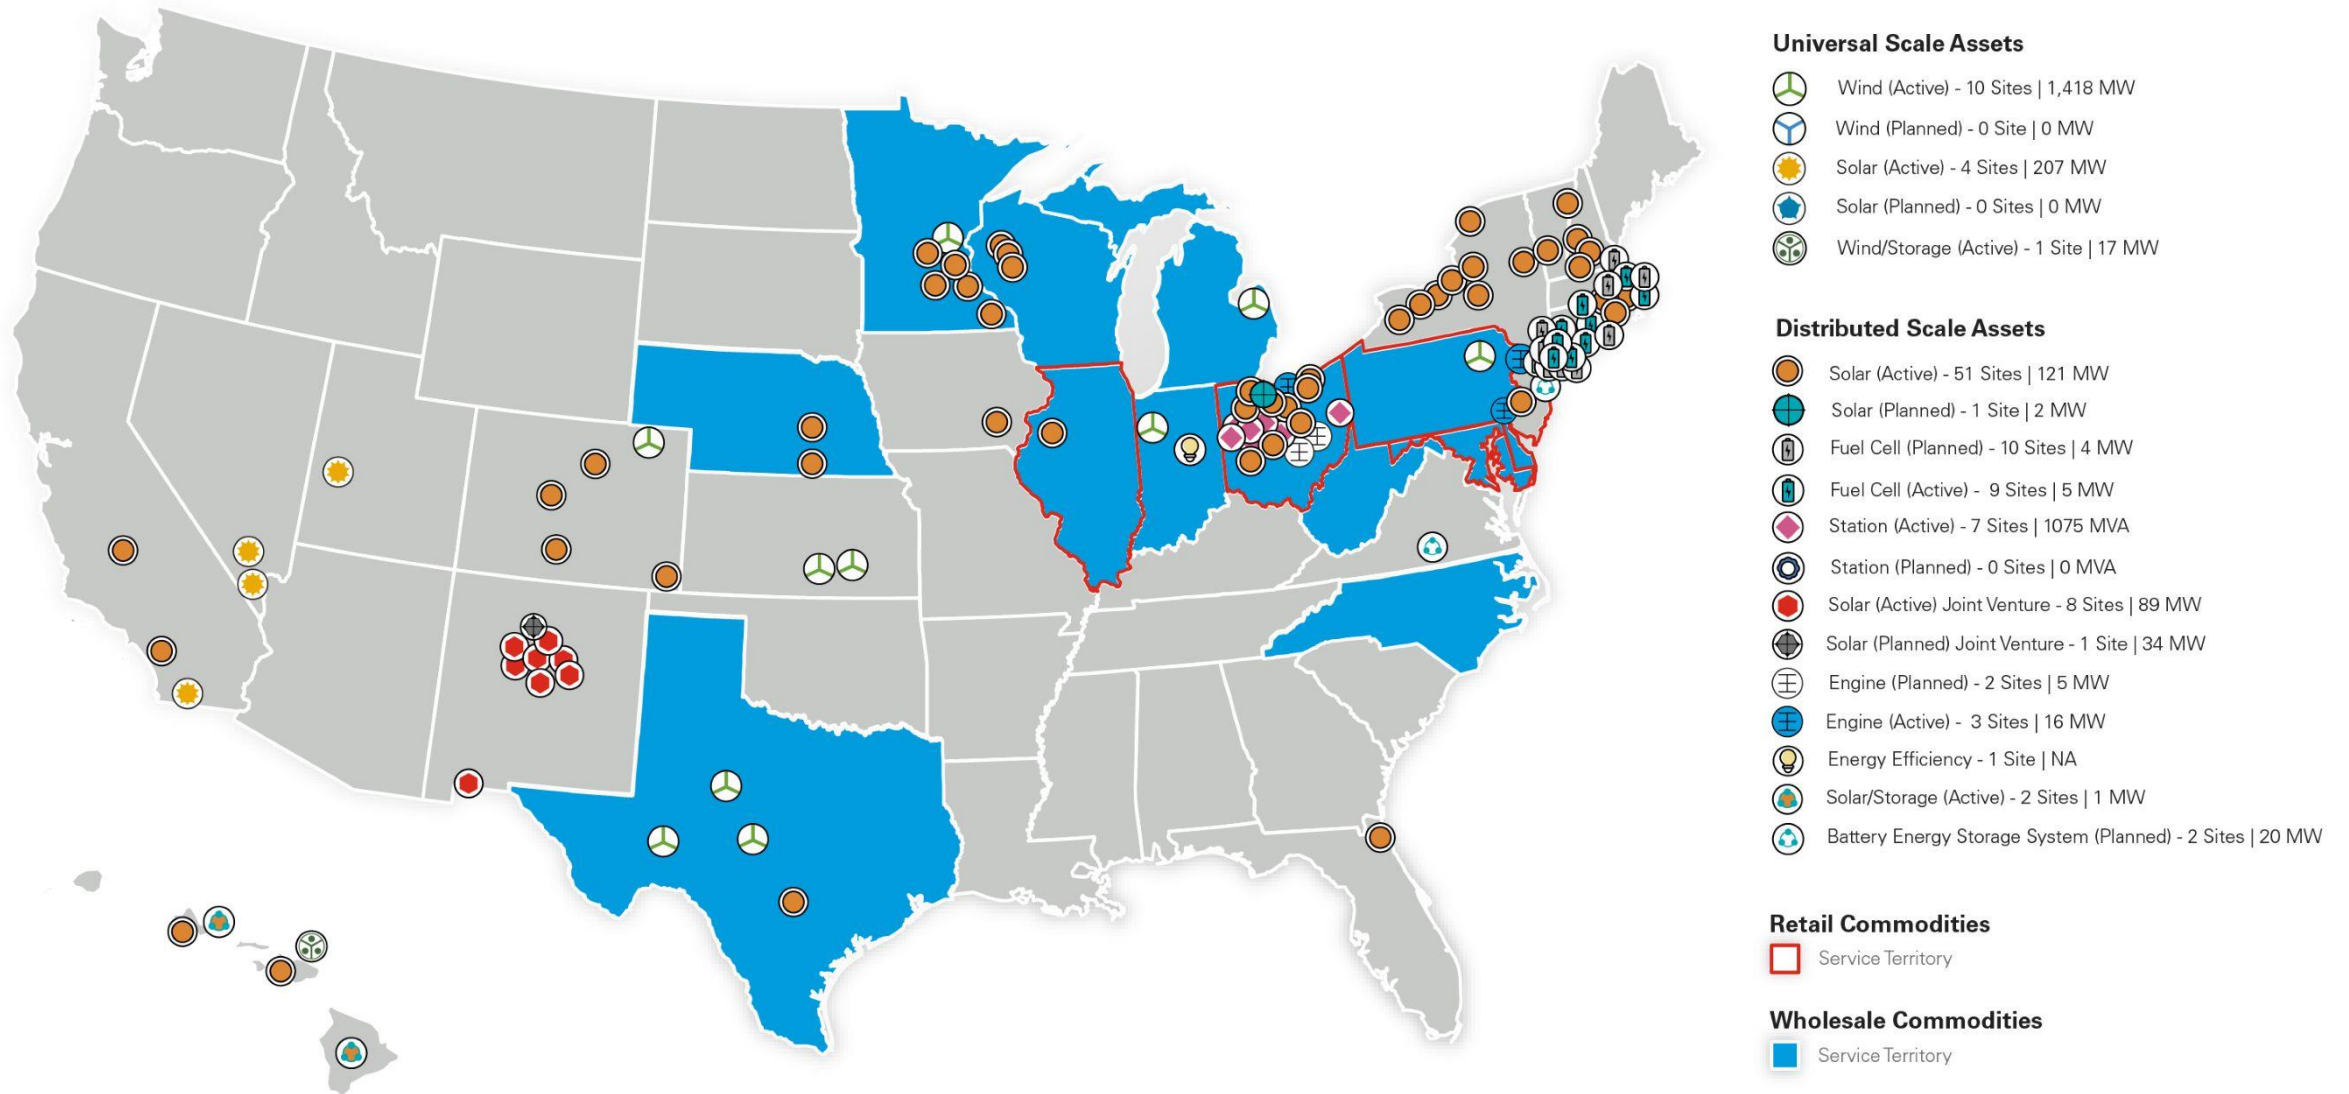 Universal Scale Assets
Wind (Active) - 10 Sites | 1,418 MW
Wind (Planned) - 0 Site | 0 MW
Solar (Active) - 4 Sites | 207 MW
Solar (Planned) - 0 Sites | 0 MW
Wind/Storage (Active) - 1 Site | 17 MW
Distributed Scale Assets
Solar (Active) - 51 Sites | 121 MW
Solar (Planned) - 1 Site | 2 MW
Fuel Cell (Planned) - 10 Sites | 4 MW
Fuel Cell (Active) -  9 Sites | 5 MW
Station (Active) - 7 Sites | 1075 MVA
Station (Planned) - 0 Sites | 0 MVA
Solar (Active) Joint Venture - 8 Sites | 89 MW
Solar (Planned) Joint Venture - 1 Site | 34 MW
Engine (Planned) - 2 Sites | 5 MW
Engine (Active) -  3 Sites | 16 MW
Energy Efficiency - 1 Site | NA
Solar/Storage (Active) - 2 Sites | 1 MW
Battery Energy Storage System (Planned) - 2 Sites | 20 MW
Retail Commodities
Service Territory
Wholesale Commodities
Service Territory